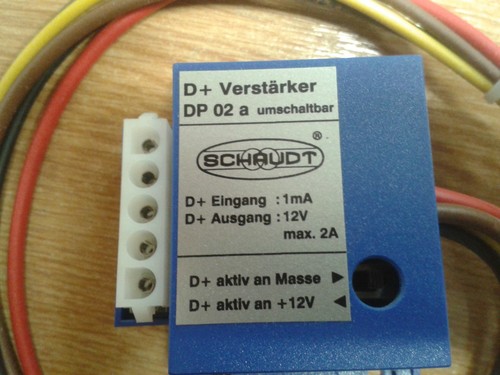 D+ Verstärker
DP 02 a umschaltbar
SCHAUDT ®
D+ Eingang : 1mA
D+ Ausgang : 12V
max. 2A
D+ aktiv an Masse ►
D+ aktiv an +12V ◄